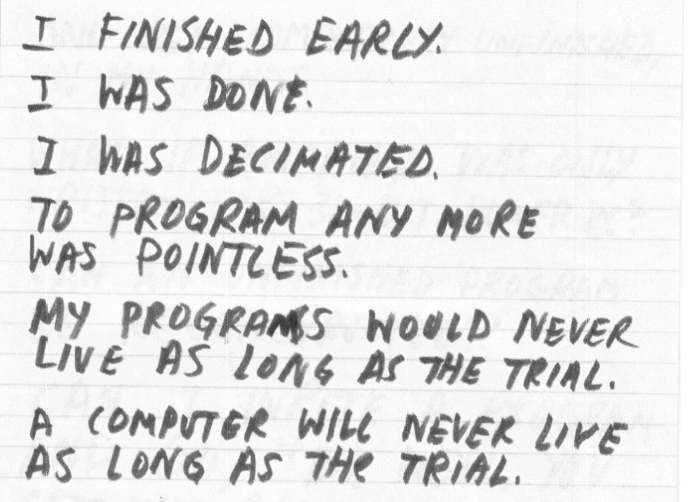 I FINISHED EARLY.
I WAS DONE.
I WAS DECIMATED.
TO PROGRAM ANY MORE
WAS POINTLESS.
MY PROGRAMS WOULD NEVER
LIVE AS LONG AS THE TRIAL.
A COMPUTER WILL NEVER LIVE
AS LONG AS THE TRIAL.